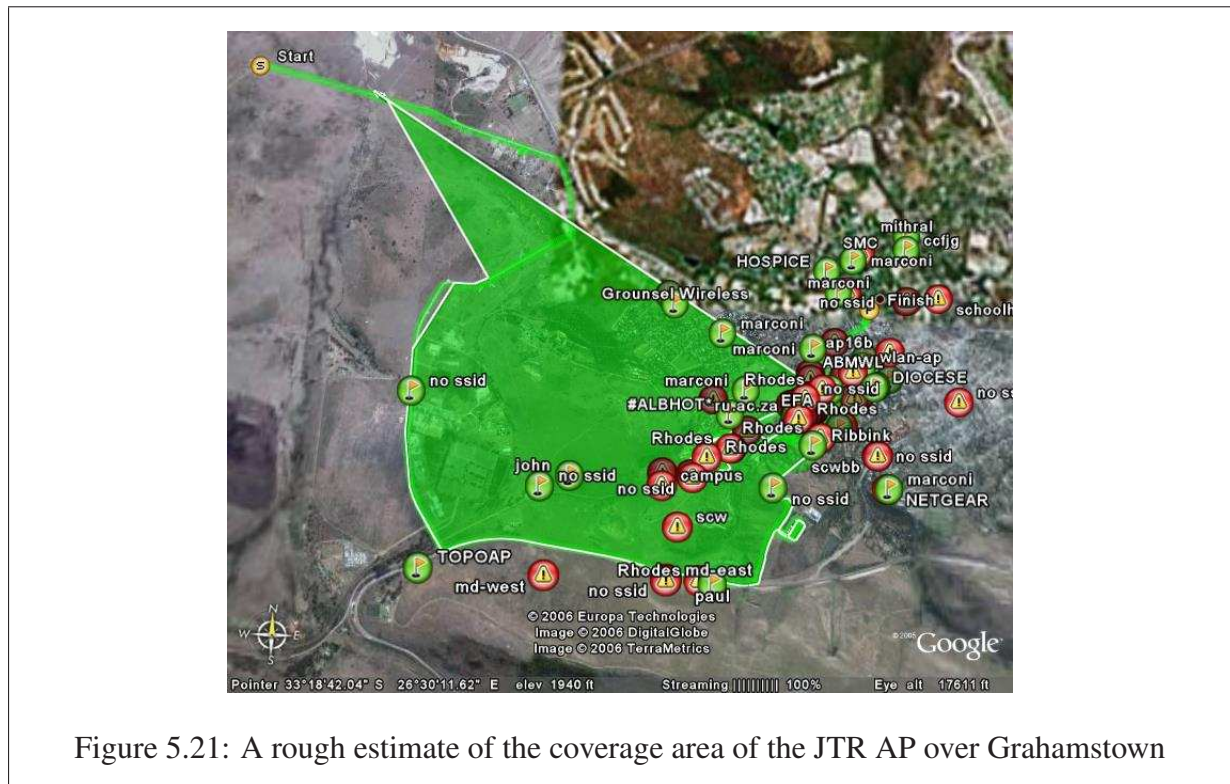 Start
mithral
SMC
ccfjg
HOSPICE
marconi
marconi
no ssid
Finish
Grounsel Wireless
marconi
marconi
ap16b
ABMWL
wlan-ap
marconi
Rhodes
no ssid
DIOCESE
no ssid
#ALBHOT*
ru.ac.za
EFA
Rhodes
Rhodes
Ribbink
Rhodes
Rhodes
scwbb
no ssid
john
no ssid
no ssid
campus
no ssid
marconi
NETGEAR
scw
TOPOAP
md-west
Rhodes
md-east
no ssid
paul
N
W
E
S
© 2006 Europa Technologies
Image © 2006 DigitalGlobe
Image © 2006 TerraMetrics
© 2005 Google
Pointer 33°18'42.04" S 26°30'11.62" E elev 1940 ft Streaming |||||||||| 100% Eye alt 17611 ft
Figure 5.21: A rough estimate of the coverage area of the JTR AP over Grahamstown